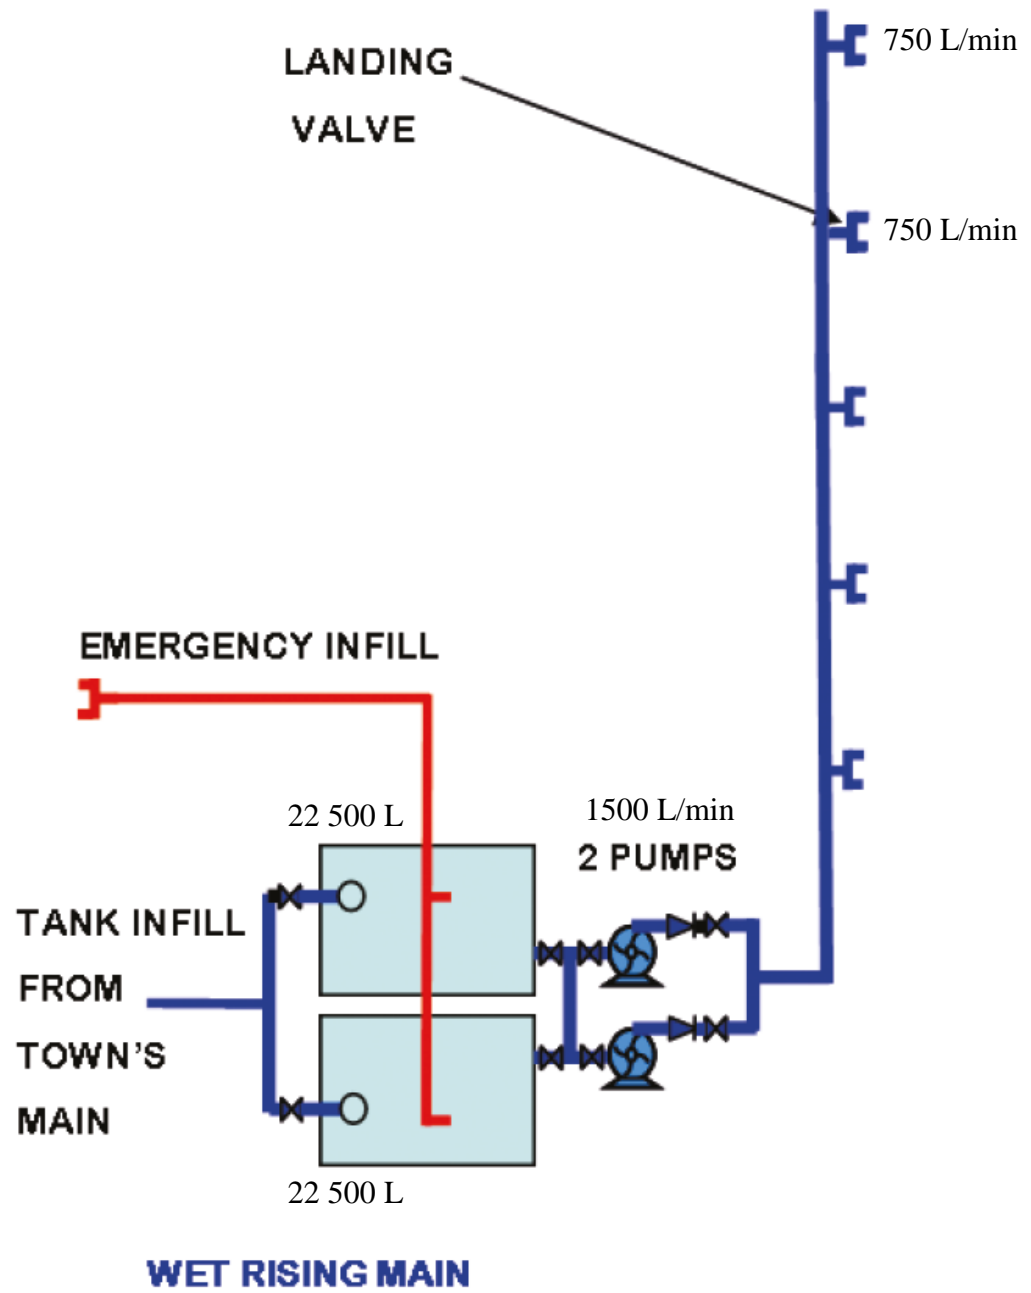 750 L/min
LANDING
VALVE
750 L/min
EMERGENCY INFILL
22 500 L
1500 L/min
2 PUMPS
TANK INFILL
FROM
TOWN'S
MAIN
22 500 L
WET RISING MAIN